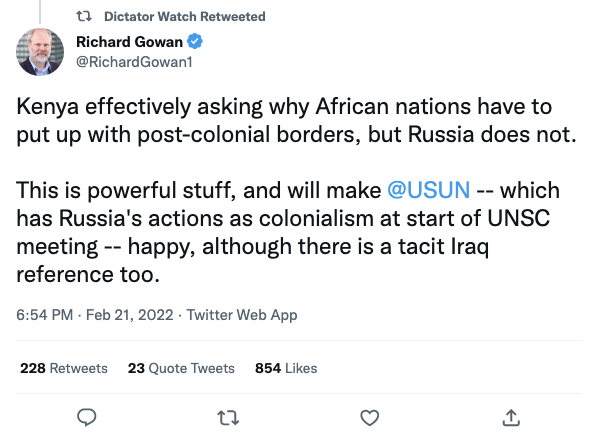 Dictator Watch Retweeted
Richard Gowan
@RichardGowan1
Kenya effectively asking why African nations have to
put up with post-colonial borders, but Russia does not.
This is powerful stuff, and will make @USUN -- which
has Russia's actions as colonialism at start of UNSC
meeting -- happy, although there is a tacit Iraq
reference too.
6:54 PM · Feb 21, 2022 · Twitter Web App
228 Retweets 23 Quote Tweets 854 Likes